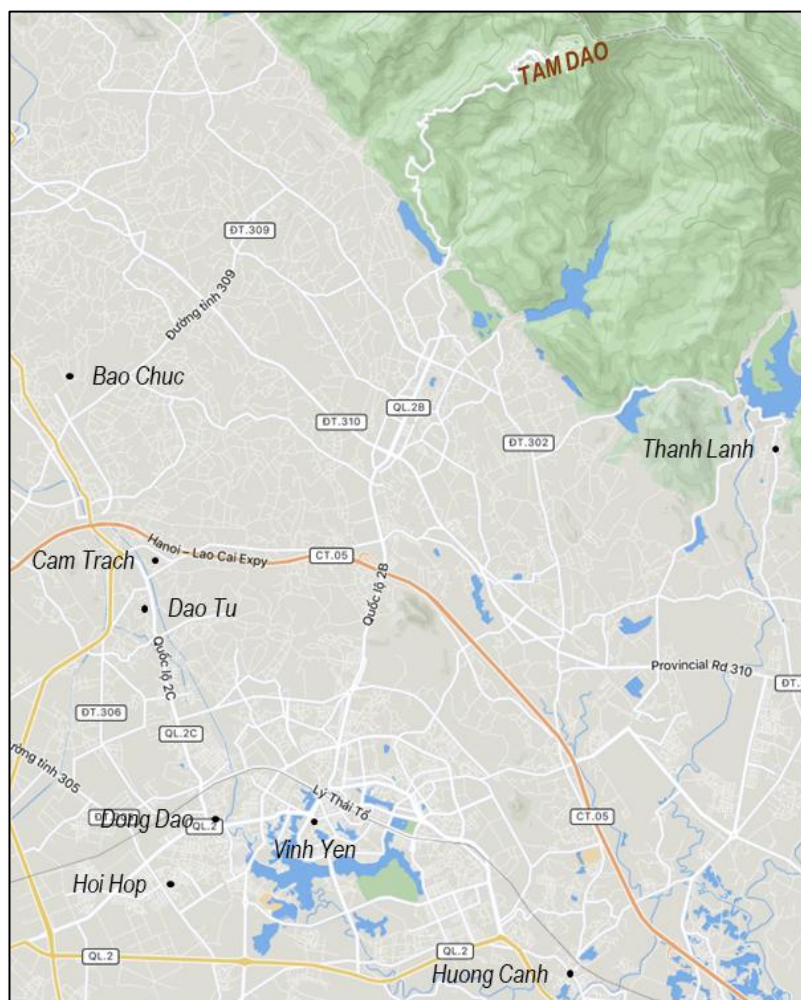 TAM DAO
ĐT.309
Đường tỉnh 309
Bao Chuc
QL.2B
ĐT.310
ĐT.302
Thanh Lanh
Hanoi – Lao Cai Expy
CT.05
Cam Trach
Quốc lộ 2B
Dao Tu
Quốc lộ 2C
Provincial Rd 310
ĐT.306
QL.2C
305
Lý Thái Tổ
CT.05
Dong Dao
QL.2
Vinh Yen
Hoi Hop
QL.2
QL.2
Huong Canh